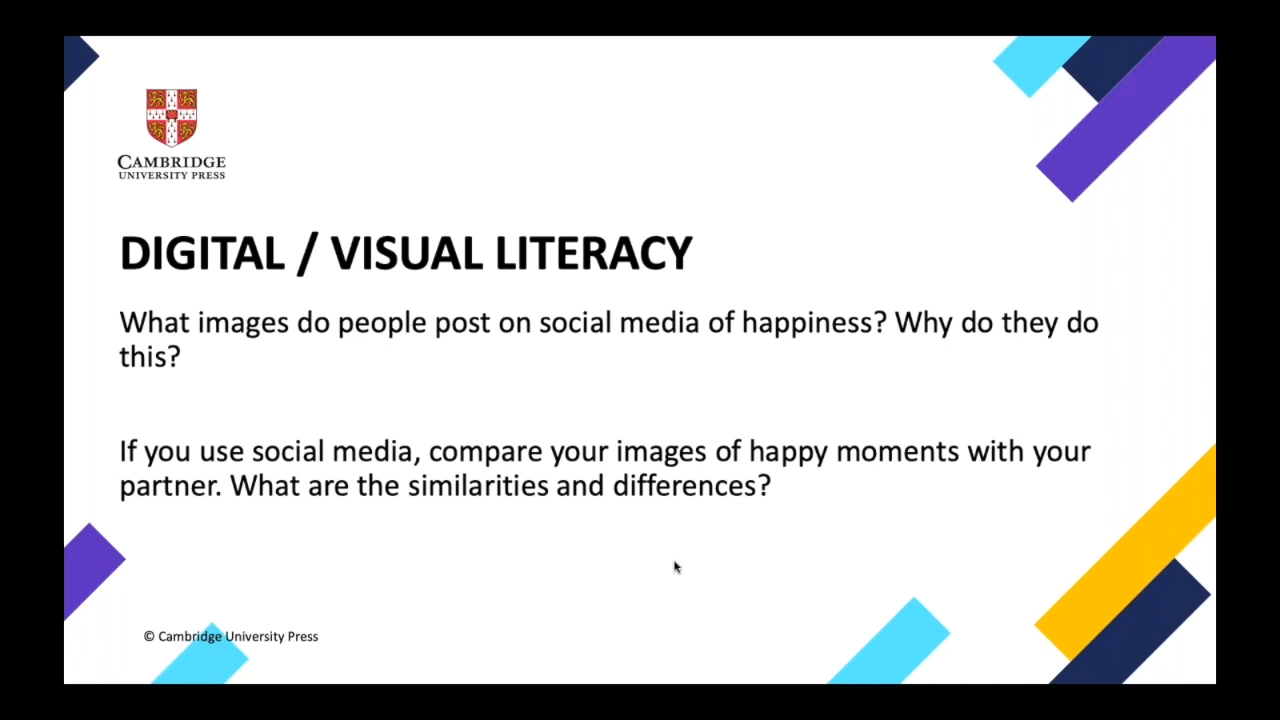 CAMBRIDGE
UNIVERSITY PRESS
DIGITAL / VISUAL LITERACY
What images do people post on social media of happiness? Why do they do
this?
If you use social media, compare your images of happy moments with your
partner. What are the similarities and differences?
© Cambridge University Press